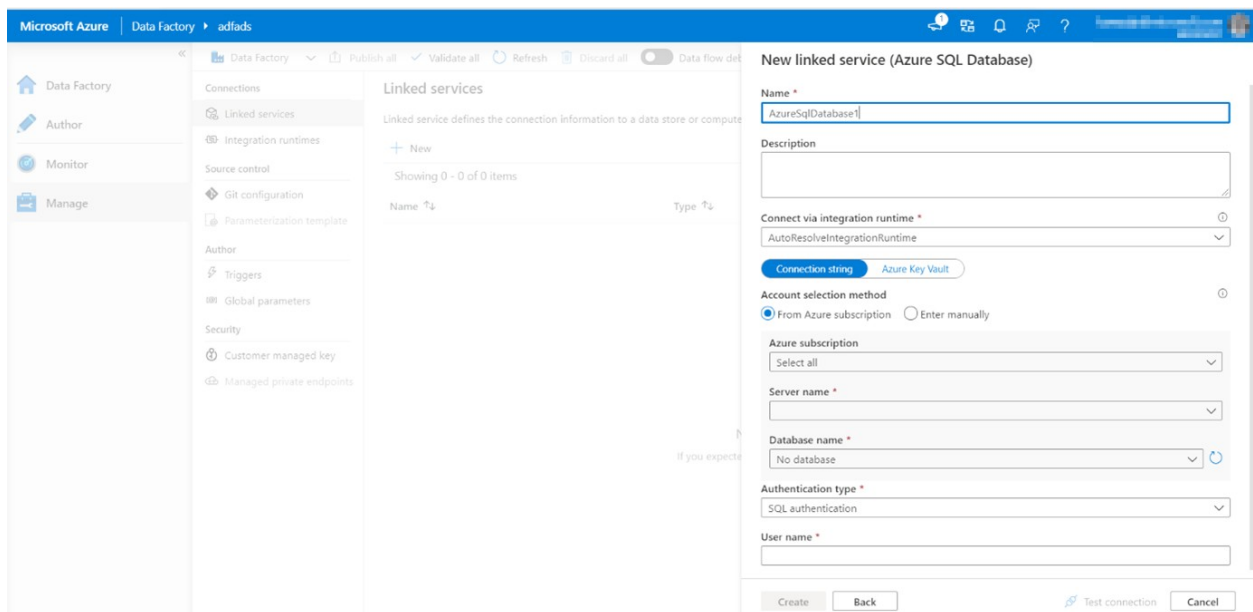 Microsoft Azure
Data Factory
adfads
1
?
«
Data Factory
Author
Monitor
Manage
Data Factory
Publish all
Validate all
Refresh
Discard all
Data flow deb
Connections
Linked services
Integration runtimes
Source control
Git configuration
Parameterization template
Author
Triggers
Global parameters
Security
Customer managed key
Managed private endpoints
Linked services
Linked service defines the connection information to a data store or compute
+ New
Showing 0 - 0 of 0 items
Name ↑↓
Type ↑↓
N
If you expecte
New linked service (Azure SQL Database)
Name *
AzureSqlDatabase1
Description
Connect via integration runtime *
AutoResolveIntegrationRuntime
Connection string
Azure Key Vault
Account selection method
From Azure subscription
Enter manually
Azure subscription
Select all
Server name *
Database name *
No database
Authentication type *
SQL authentication
User name *
Create
Back
Test connection
Cancel